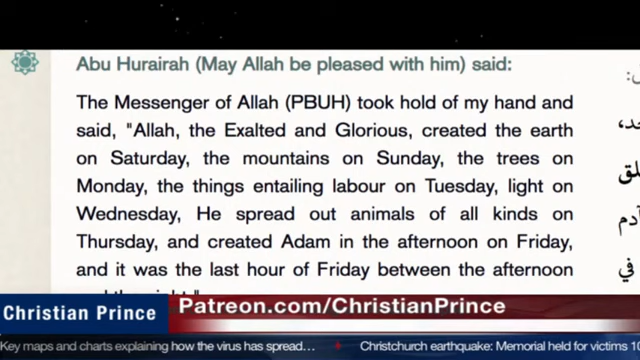 Abu Hurairah (May Allah be pleased with him) said:
The Messenger of Allah (PBUH) took hold of my hand and
said, "Allah, the Exalted and Glorious, created the earth
on Saturday, the mountains on Sunday, the trees on
Monday, the things entailing labour on Tuesday, light on
Wednesday, He spread out animals of all kinds on
Thursday, and created Adam in the afternoon on Friday,
and it was the last hour of Friday between the afternoon
Christian Prince
Patreon.com/ChristianPrince
Key maps and charts explaining how the virus has spread... Christchurch earthquake: Memorial held for victims 10